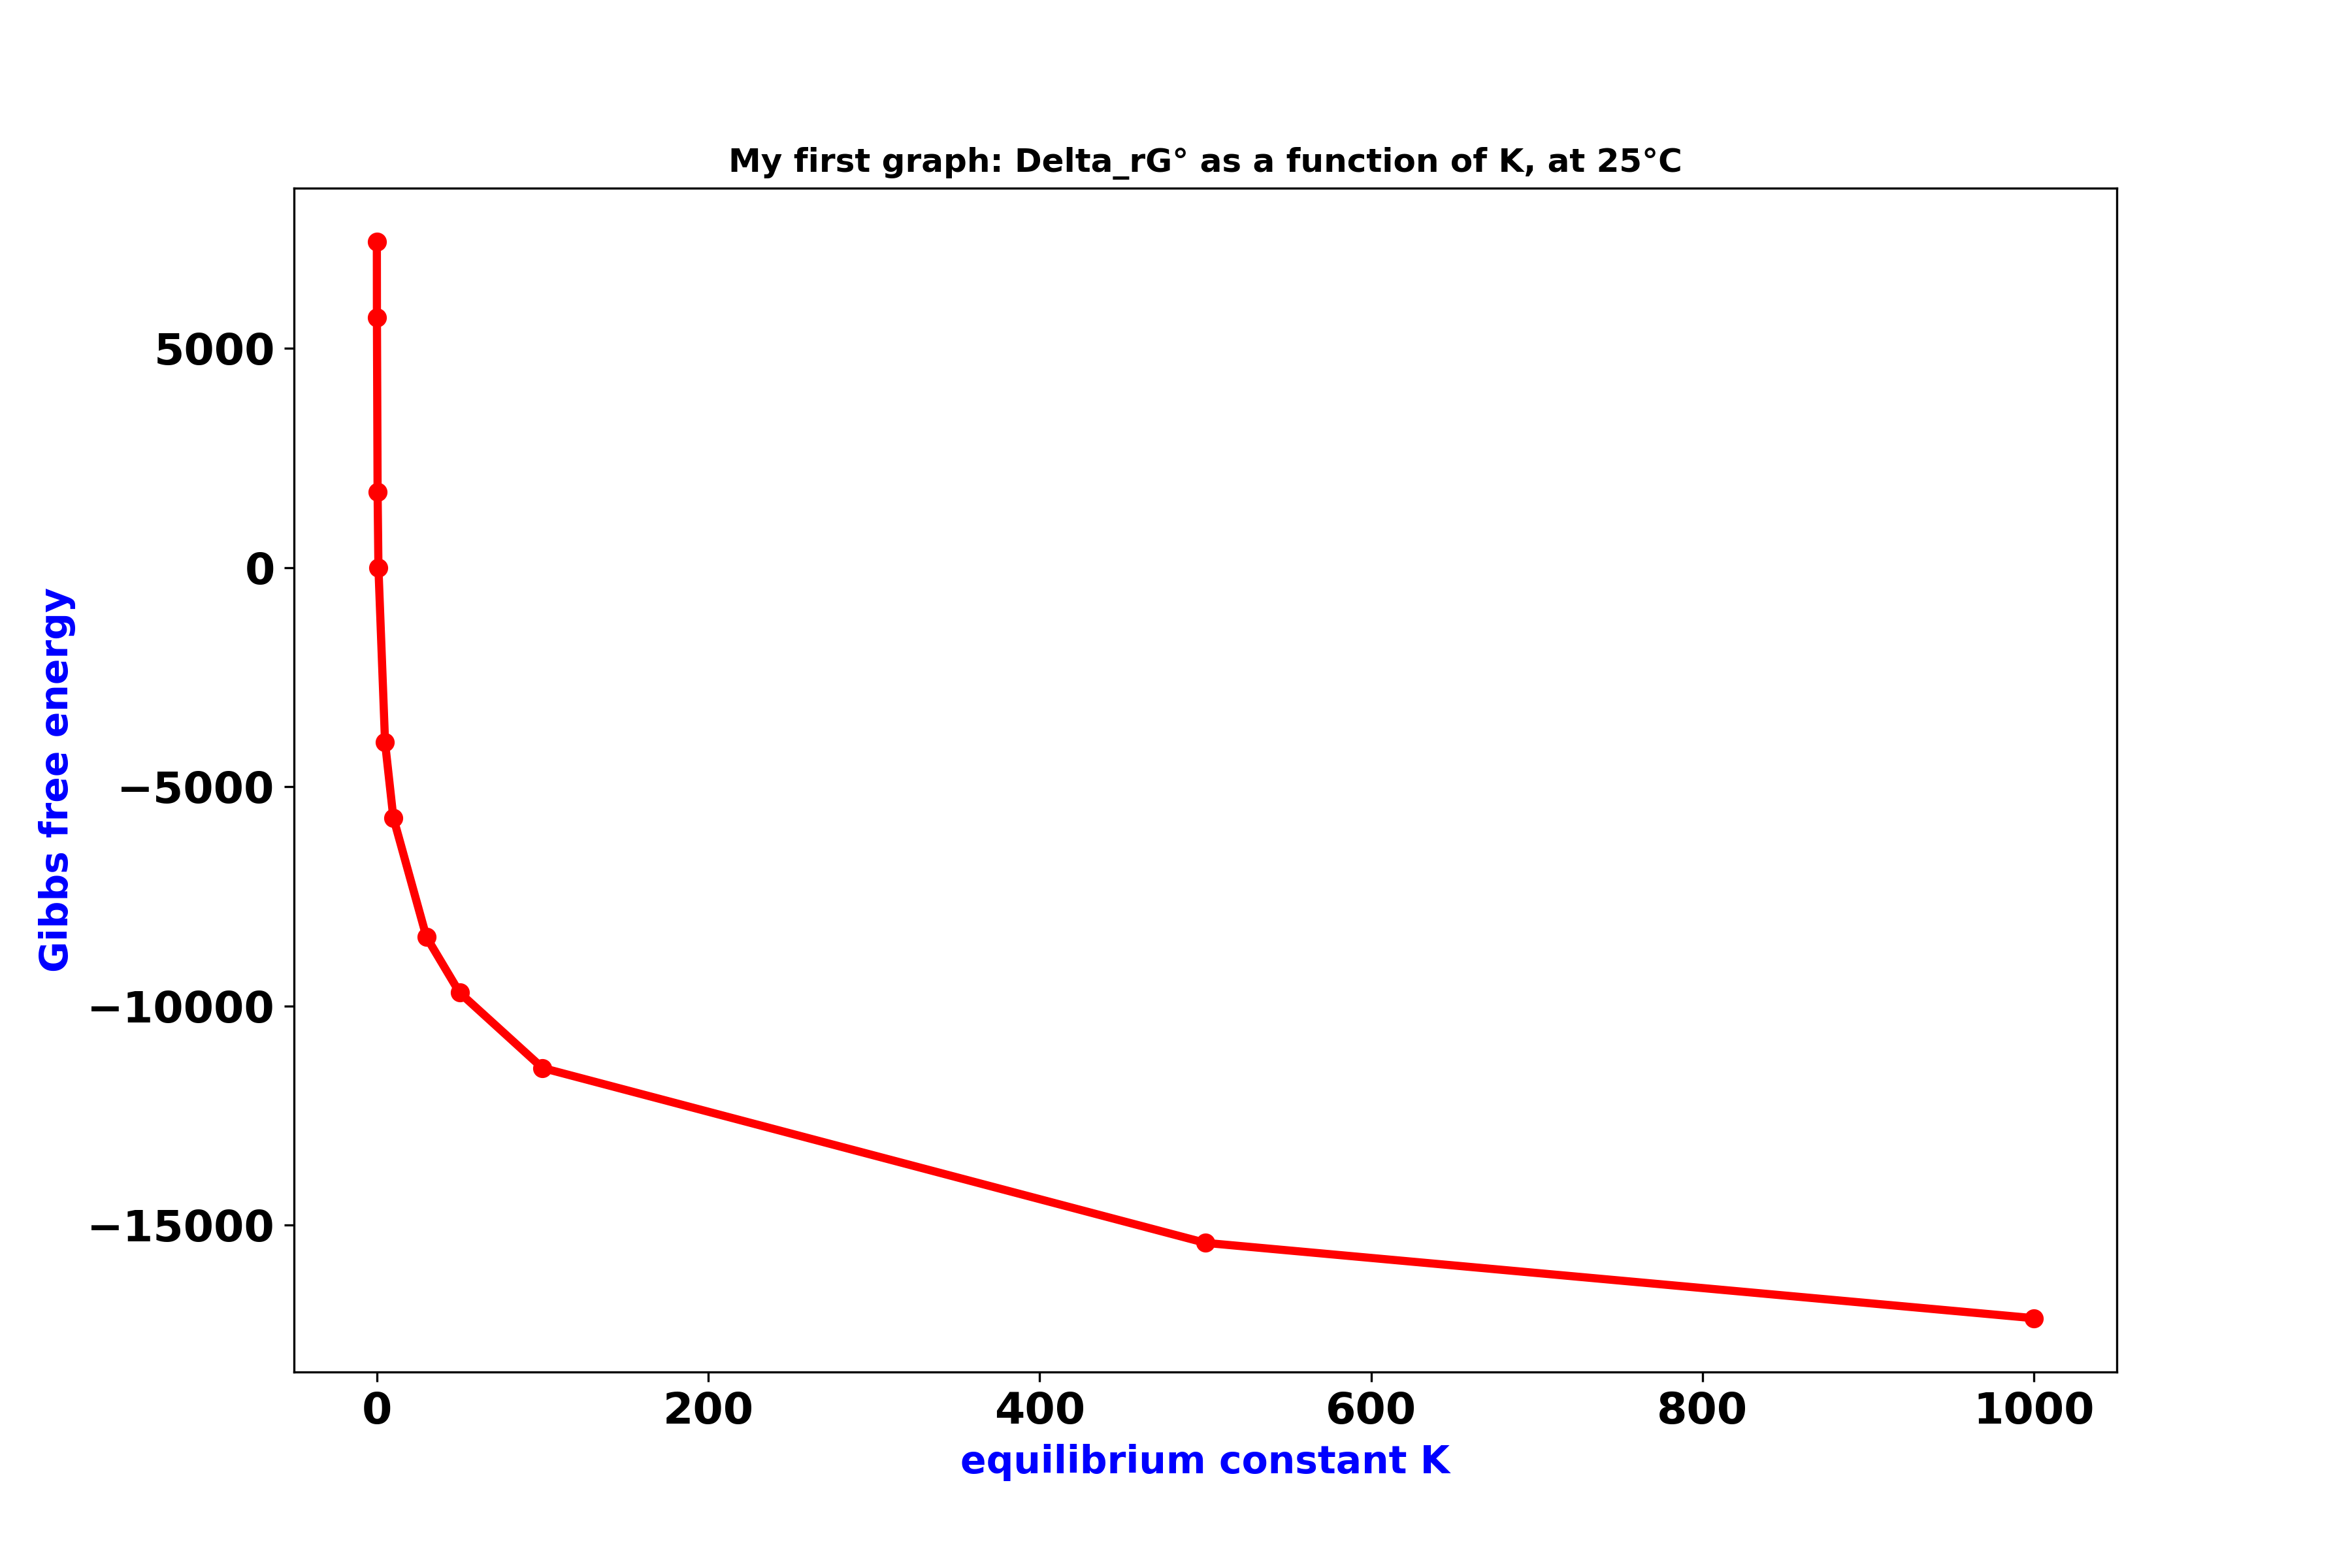 My first graph: Delta_rG° as a function of K, at 25°C
Gibbs free energy
5000
0
−5000
−10000
−15000
0 200 400 600 800 1000
equilibrium constant K